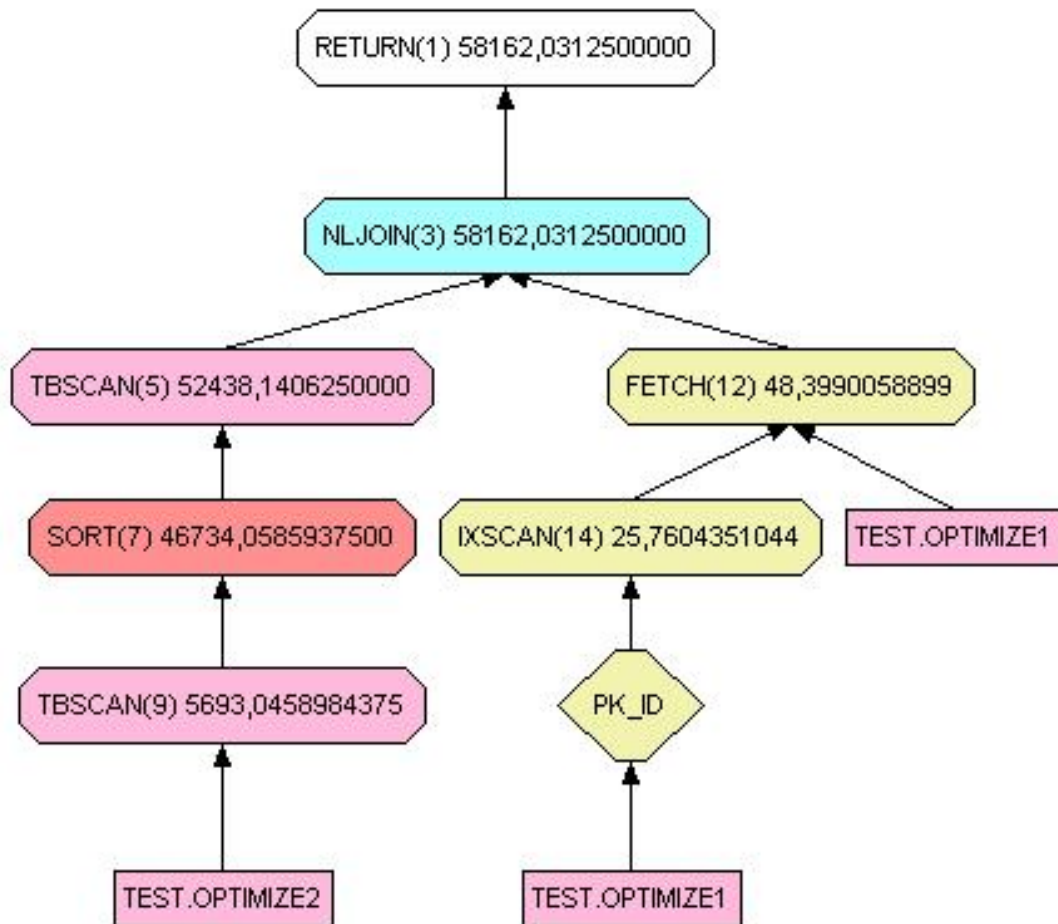 RETURN(1) 58162,0312500000
NLJOIN(3) 58162,0312500000
TBSCAN(5) 52438,1406250000
FETCH(12) 48,3990058899
SORT(7) 46734,0585937500
IXSCAN(14) 25,7604351044
TEST.OPTIMIZE1
TBSCAN(9) 5693,0458984375
PK_ID
TEST.OPTIMIZE2
TEST.OPTIMIZE1